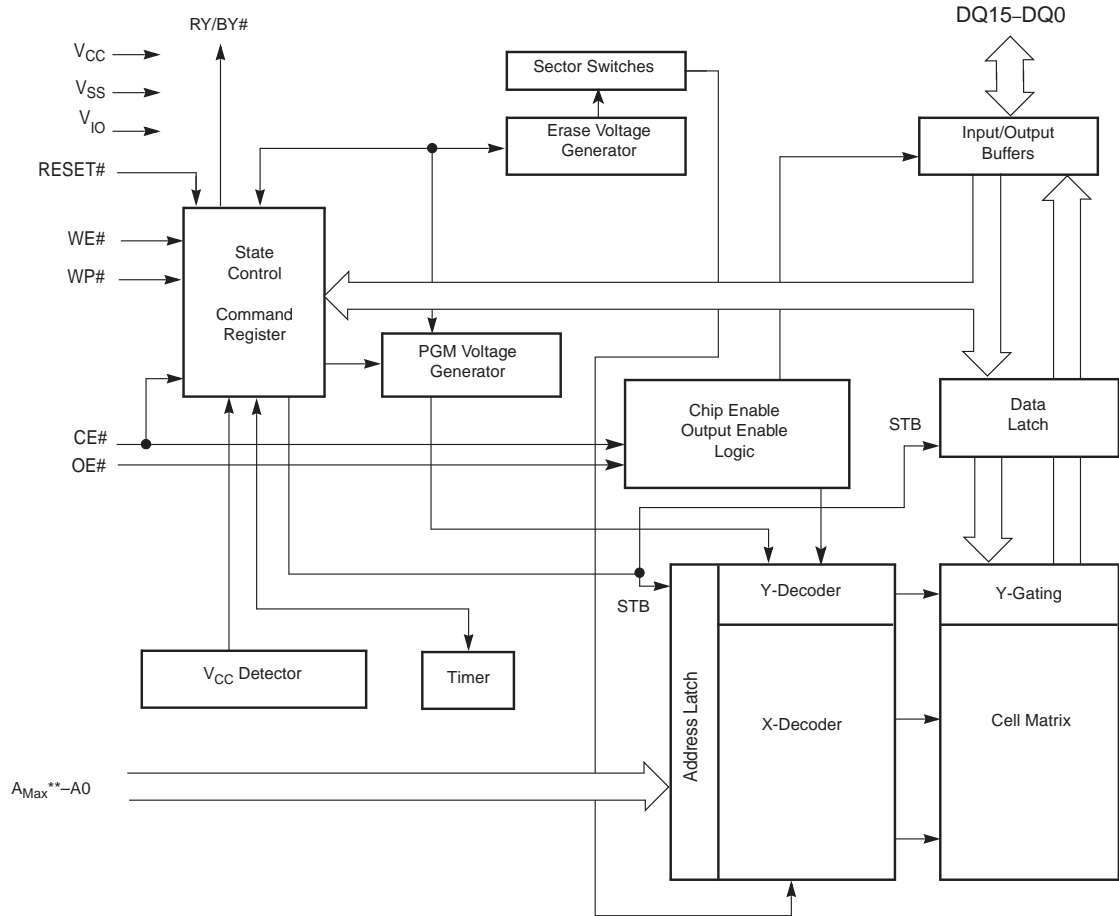 RY/BY#
DQ15–DQ0
VCC
VSS
VIO
RESET#
WE#
WP#
CE#
OE#
Sector Switches
Erase Voltage
Generator
Input/Output
Buffers
State
Control
Command
Register
PGM Voltage
Generator
Chip Enable
Output Enable
Logic
STB
Data
Latch
STB
Address Latch
Y-Decoder
Y-Gating
VCC Detector
Timer
X-Decoder
Cell Matrix
AMax**–A0